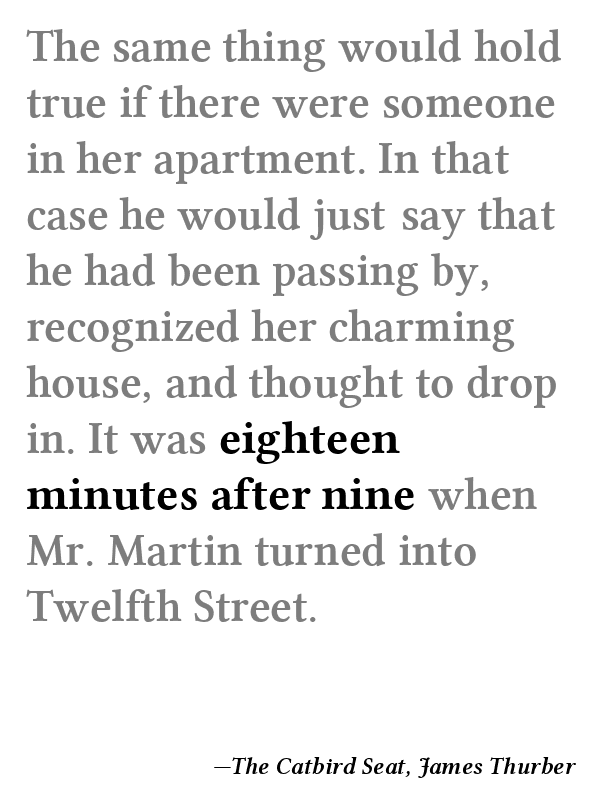 The same thing would hold
true if there were someone
in her apartment. In that
case he would just say that
he had been passing by,
recognized her charming
house, and thought to drop
in. It was eighteen
minutes after nine when
Mr. Martin turned into
Twelfth Street.
—The Catbird Seat, James Thurber